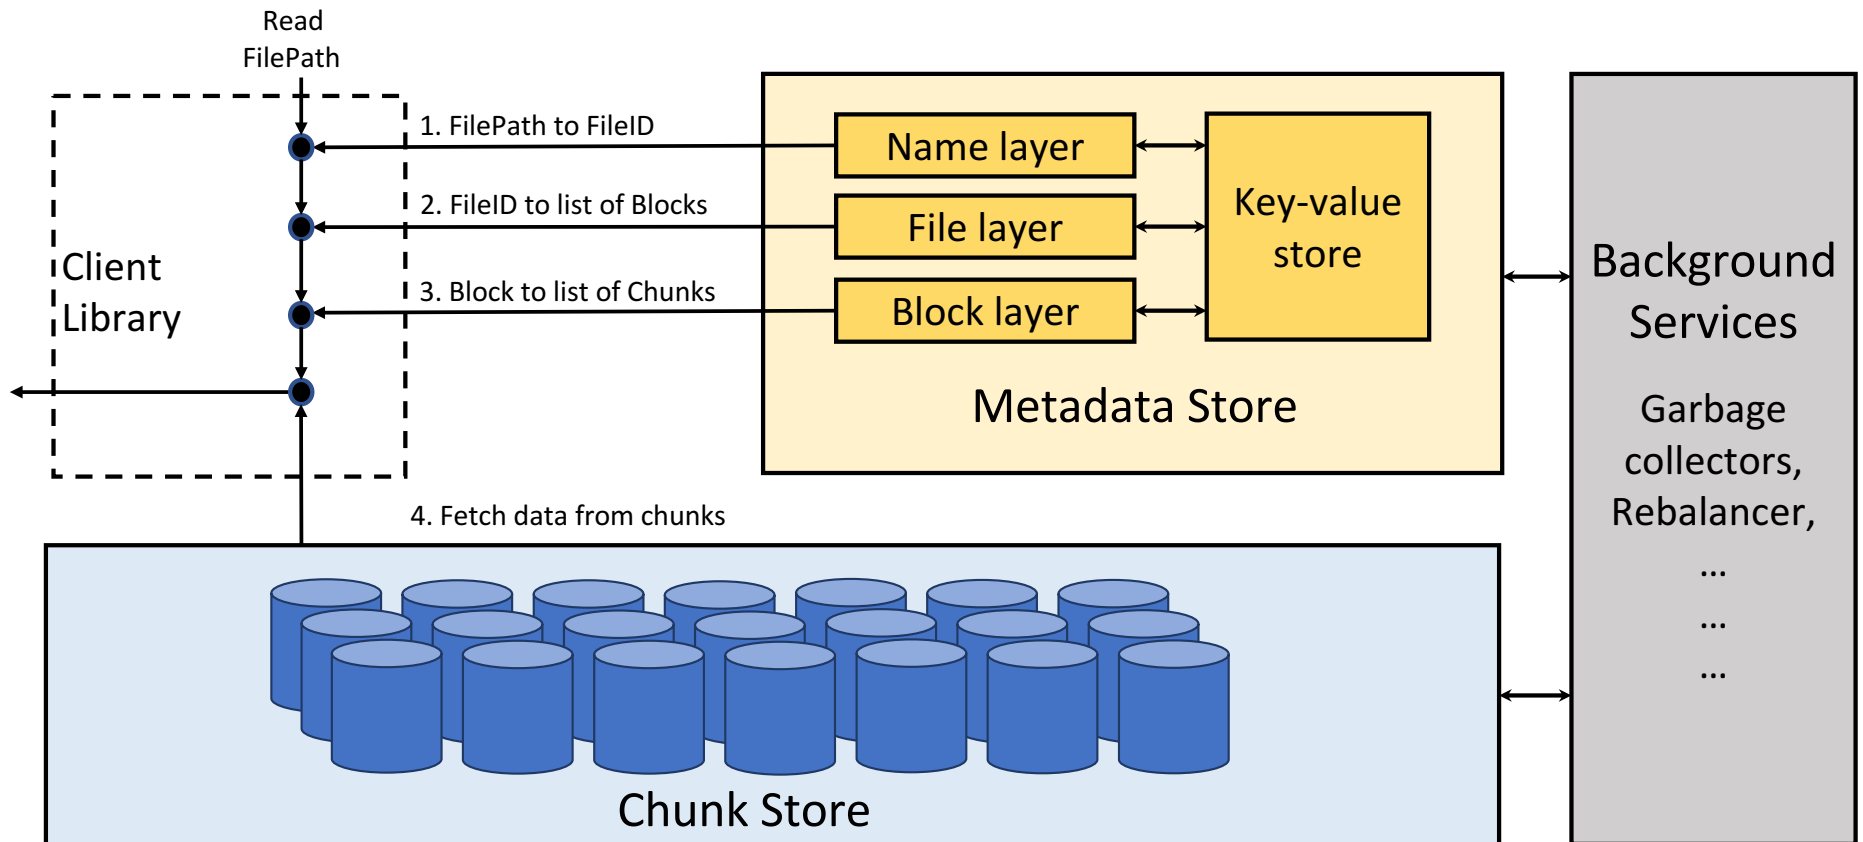 Read
FilePath
1. FilePath to FileID
Name layer
2. FileID to list of Blocks
File layer
Key-value
store
Client
Library
3. Block to list of Chunks
Block layer
Metadata Store
Background
Services
Garbage
collectors,
Rebalancer,
...
...
...
4. Fetch data from chunks
Chunk Store